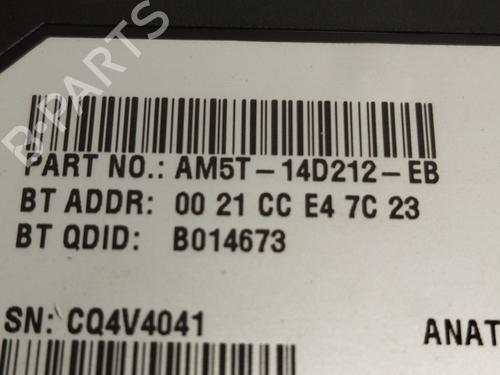 B-PARTS
PART NO.: AM5T-14D212-EB
BT ADDR: 00 21 CC E4 7C 23
BT QDID: B014673
SN: CQ4V4041
ANAT